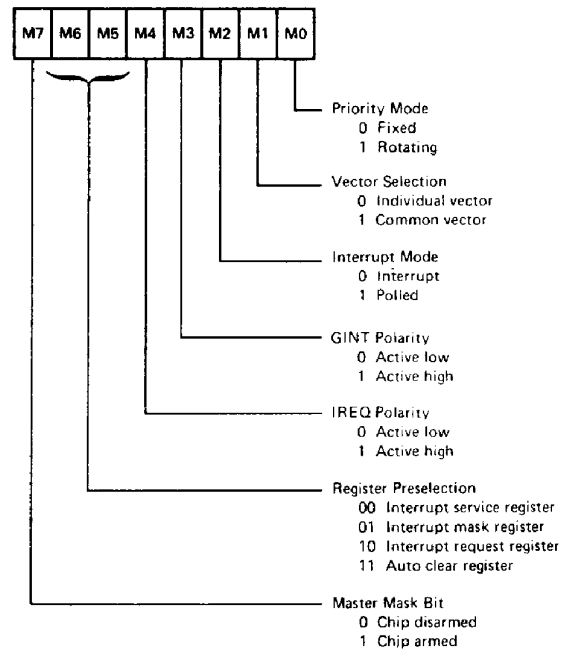 M7 M6 M5 M4 M3 M2 M1 M0
Priority Mode
0 Fixed
1 Rotating
Vector Selection
0 Individual vector
1 Common vector
Interrupt Mode
0 Interrupt
1 Polled
GINT Polarity
0 Active low
1 Active high
IREQ Polarity
0 Active low
1 Active high
Register Preselection
00 Interrupt service register
01 Interrupt mask register
10 Interrupt request register
11 Auto clear register
Master Mask Bit
0 Chip disarmed
1 Chip armed